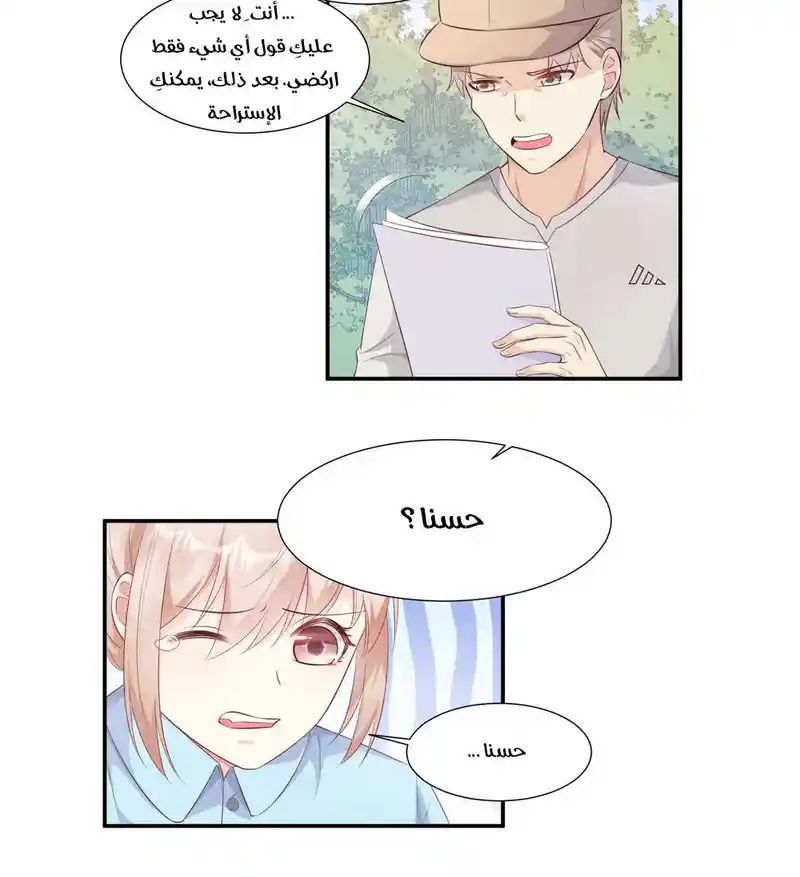 ... أنتِ لا يجب
عليكِ قول أي شيء فقط
اركضي. بعد ذلك، يمكنكِ
الإستراحة
حسنا؟
حسنا ...